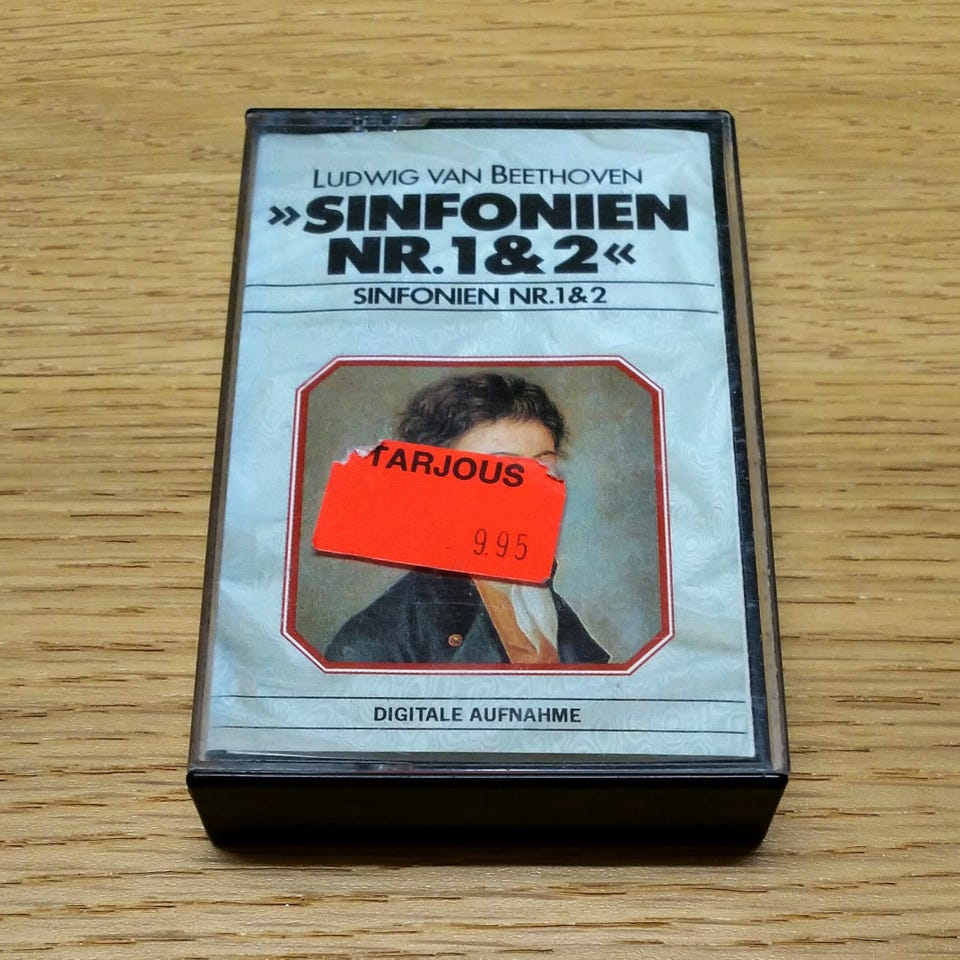 LUDWIG VAN BEETHOVEN
»SINFONIEN
NR. 1 & 2«
SINFONIEN NR. 1 & 2
TARJOUS
9.95
DIGITALE AUFNAHME